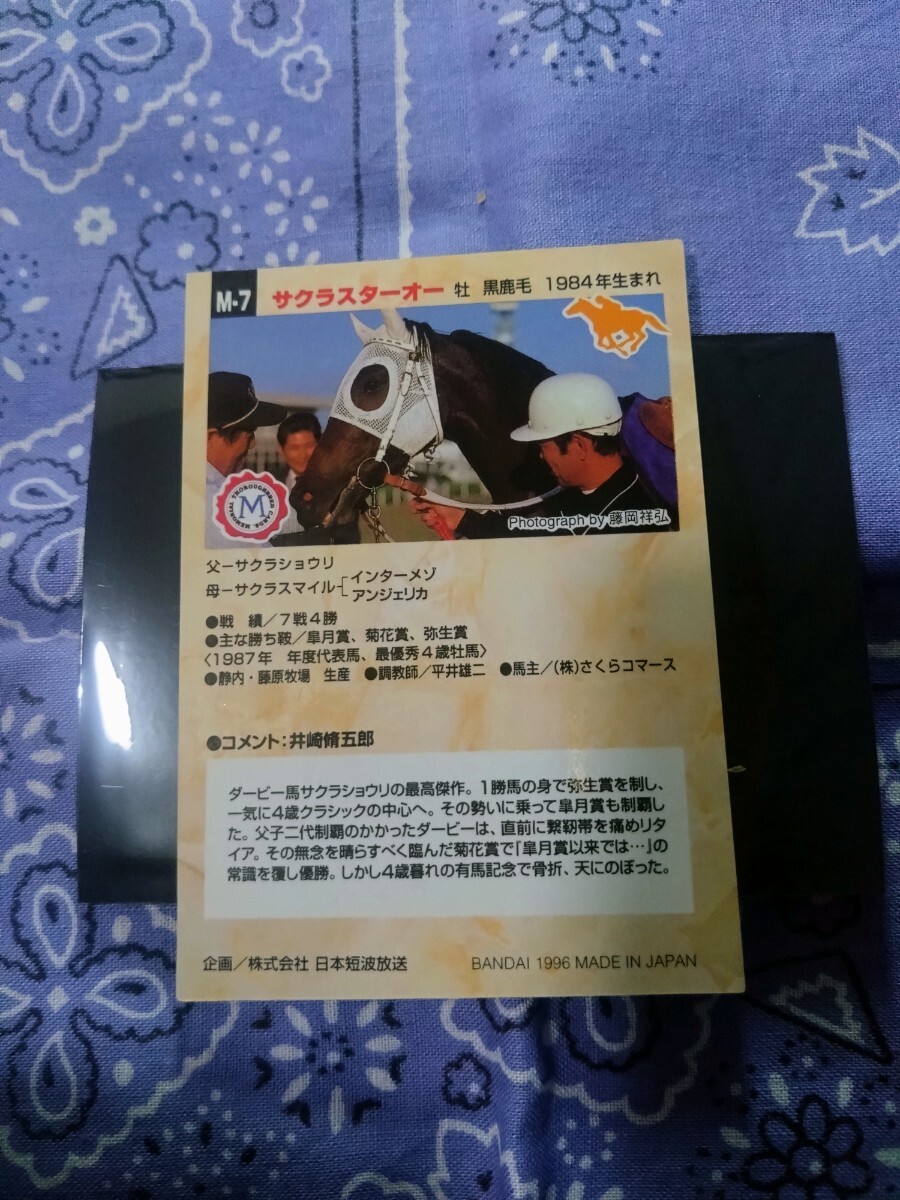 M-7 サクラスターオー 牡 黒鹿毛 1984年生まれ
THOROUGHBRED CARDS MEMORIAL
M
Photograph by 藤岡祥弘
父−サクラショウリ
母−サクラスマイル インターメゾ
アンジェリカ
●戦 績/7戦4勝
●主な勝ち鞍/皐月賞、菊花賞、弥生賞
〈1987年 年度代表馬、最優秀4歳牡馬〉
●静内・藤原牧場 生産 ●調教師/平井雄二 ●馬主/(株)さくらコマース
●コメント:井崎脩五郎
ダービー馬サクラショウリの最高傑作。1勝馬の身で弥生賞を制し、
一気に4歳クラシックの中心へ。その勢いに乗って皐月賞も制覇し
た。父子二代制覇のかかったダービーは、直前に繋靭帯を痛めリタ
イア。その無念を晴らすべく臨んだ菊花賞で「皐月賞以来では…」の
常識を覆し優勝。しかし4歳暮れの有馬記念で骨折、天にのぼった。
企画/株式会社 日本短波放送 BANDAI 1996 MADE IN JAPAN